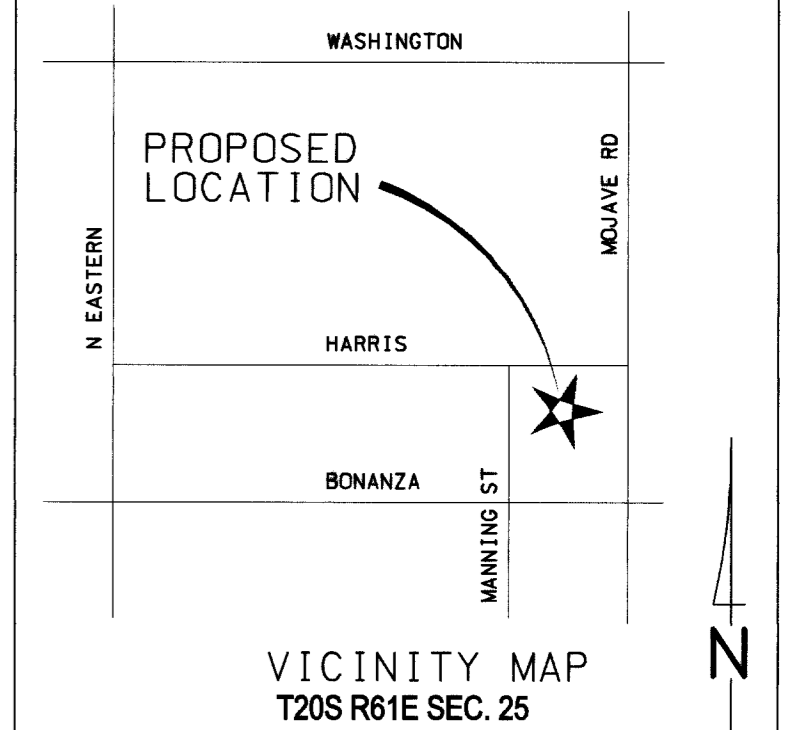 WASHINGTON
PROPOSED
LOCATION
MOJAVE RD
N EASTERN
HARRIS
BONANZA
MANNING ST
N
VICINITY MAP
T20S R61E SEC. 25